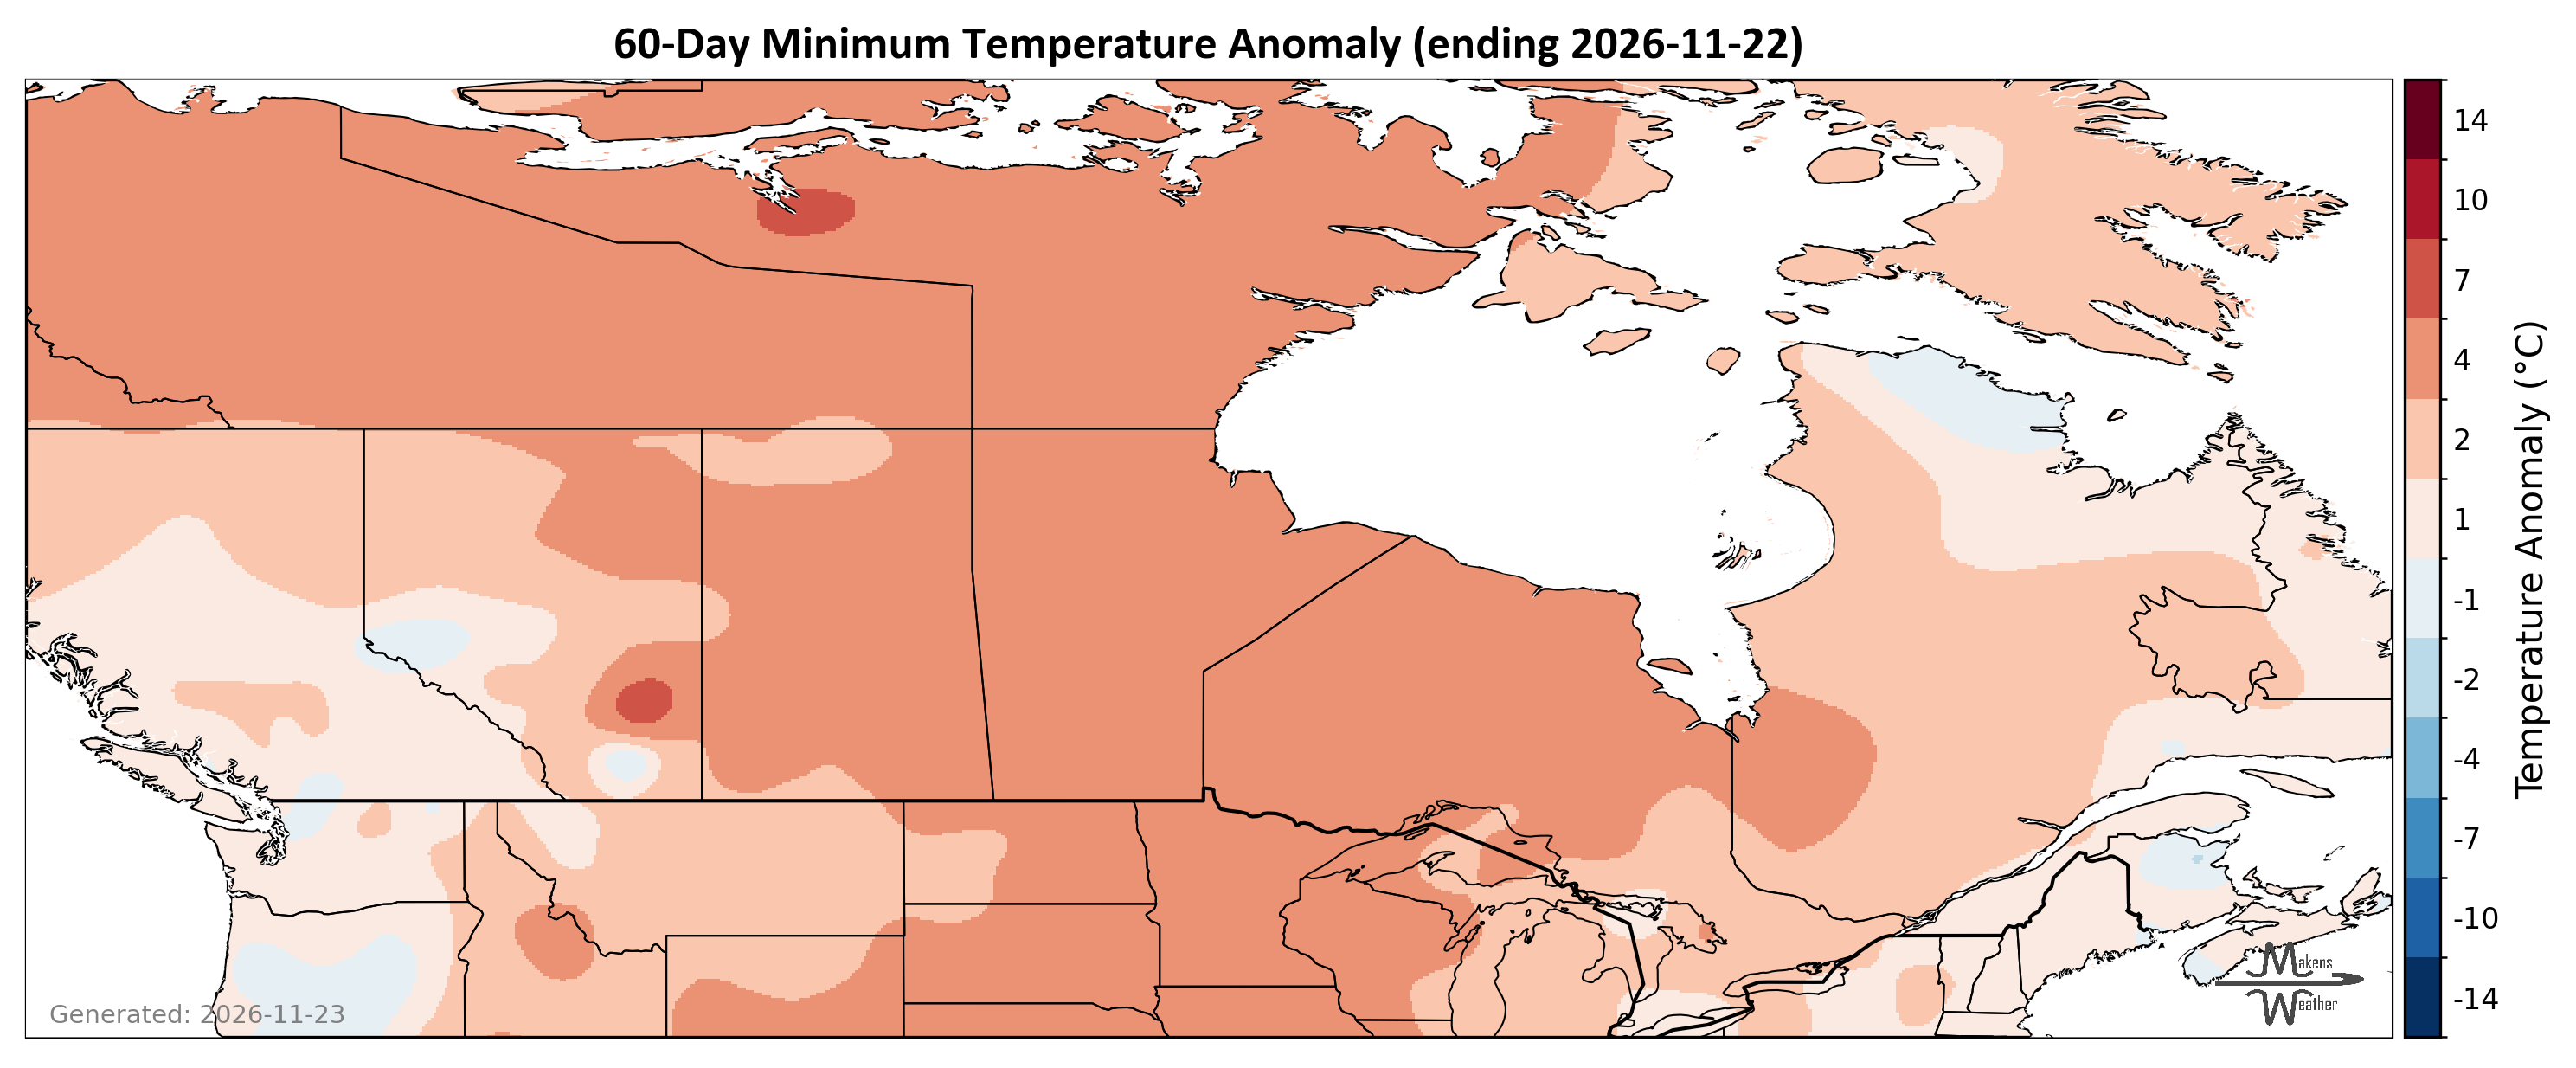 60-Day Minimum Temperature Anomaly (ending 2026-11-22)
14
10
7
4
2
1
-1
-2
-4
-7
-10
-14
Temperature Anomaly (°C)
Generated: 2026-11-23
Makens
Weather